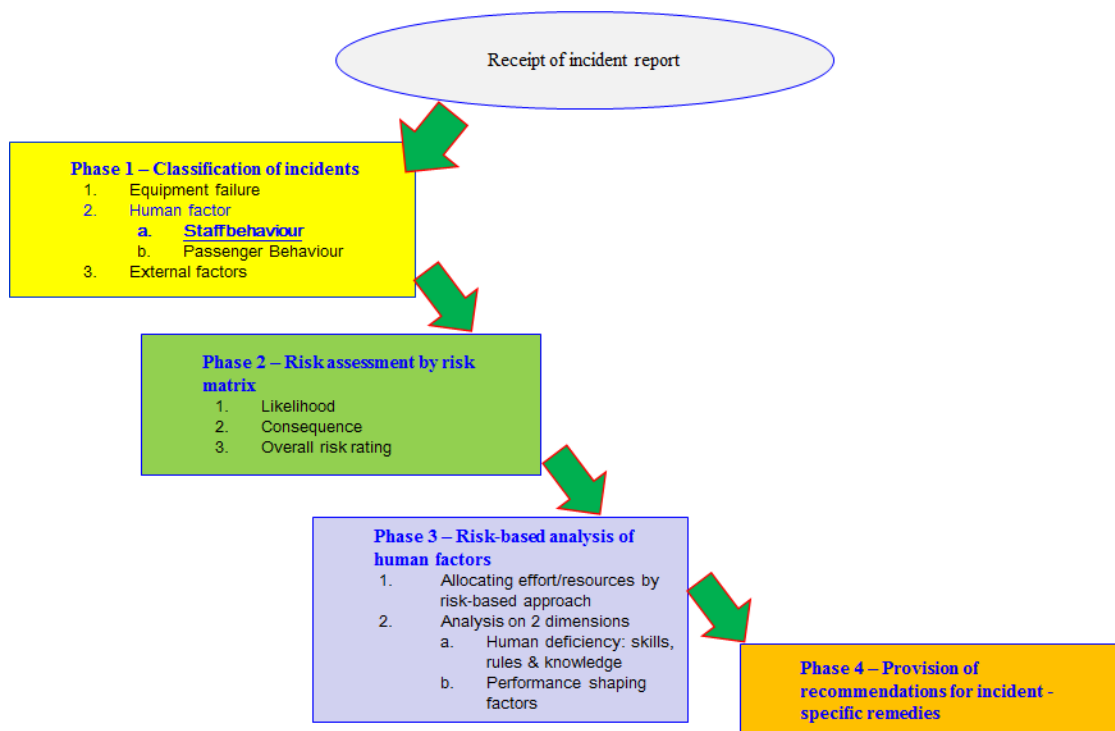 Receipt of incident report
Phase 1 – Classification of incidents
1. Equipment failure
2. Human factor
a. Staff behaviour
b. Passenger Behaviour
3. External factors
Phase 2 – Risk assessment by risk
matrix
1. Likelihood
2. Consequence
3. Overall risk rating
Phase 3 – Risk-based analysis of
human factors
1. Allocating effort/resources by
risk-based approach
2. Analysis on 2 dimensions
a. Human deficiency: skills,
rules & knowledge
b. Performance shaping
factors
Phase 4 – Provision of
recommendations for incident -
specific remedies